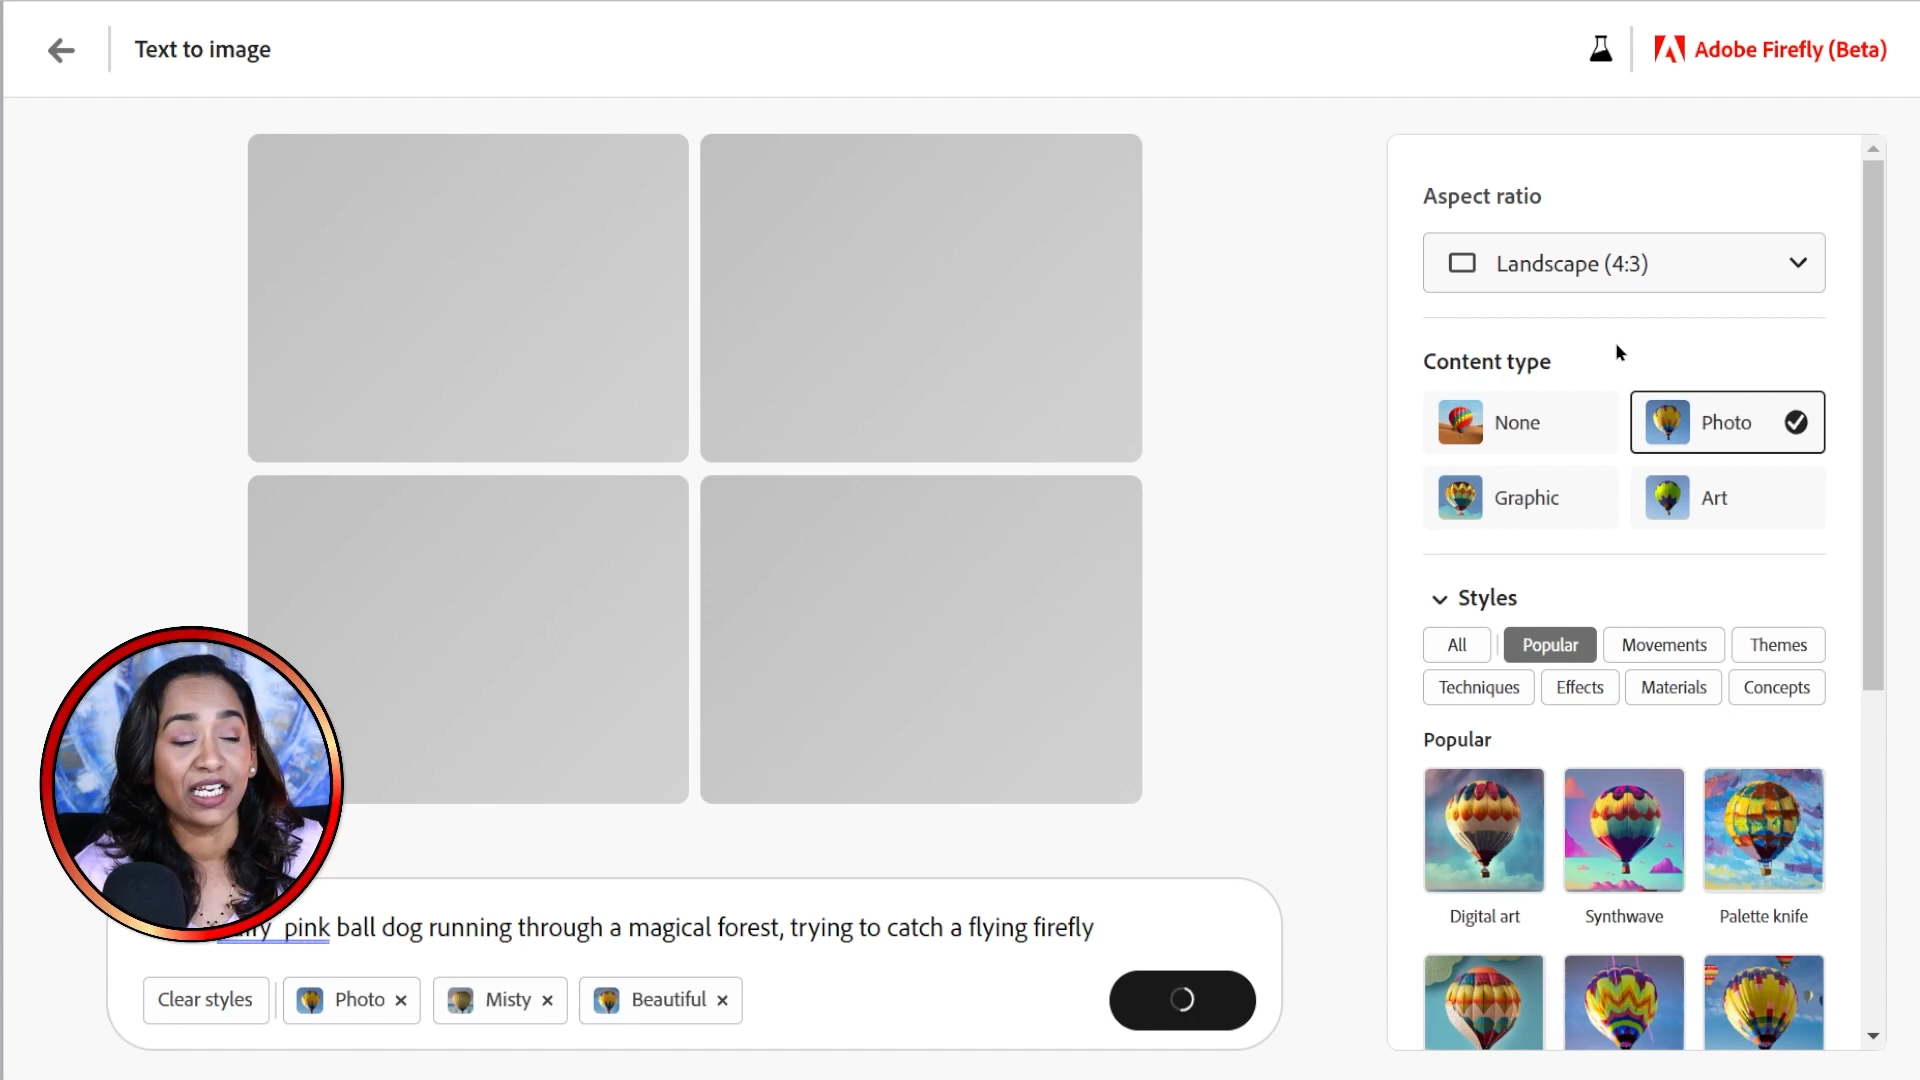 Text to image
Adobe Firefly (Beta)
Aspect ratio
Landscape (4:3)
Content type
None
Photo
Graphic
Art
Styles
All
Popular
Movements
Themes
Techniques
Effects
Materials
Concepts
Popular
Digital art
Synthwave
Palette knife
pink ball dog running through a magical forest, trying to catch a flying firefly
Clear styles
Photo
Misty
Beautiful